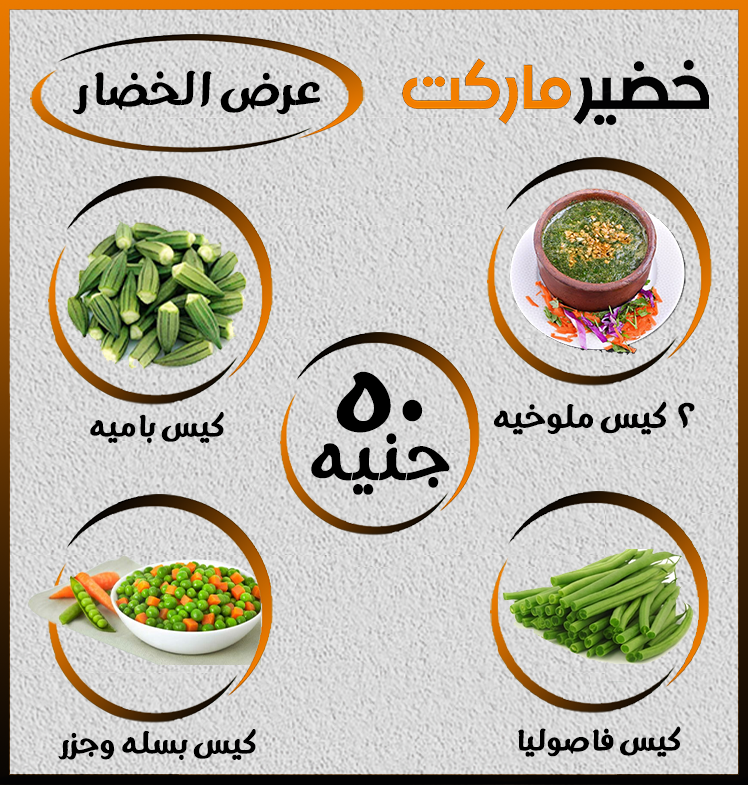 خضير ماركت
عرض الخضار
٢ كيس ملوخيه
كيس باميه
٥٠
جنيه
كيس فاصوليا
كيس بسله وجزر